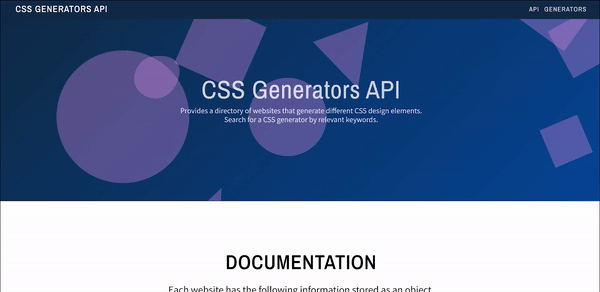 CSS GENERATORS API
API GENERATORS
CSS Generators API
Provides a directory of websites that generate different CSS design elements.
Search for a CSS generator by relevant keywords.
DOCUMENTATION
Each website has the following information stored as an object